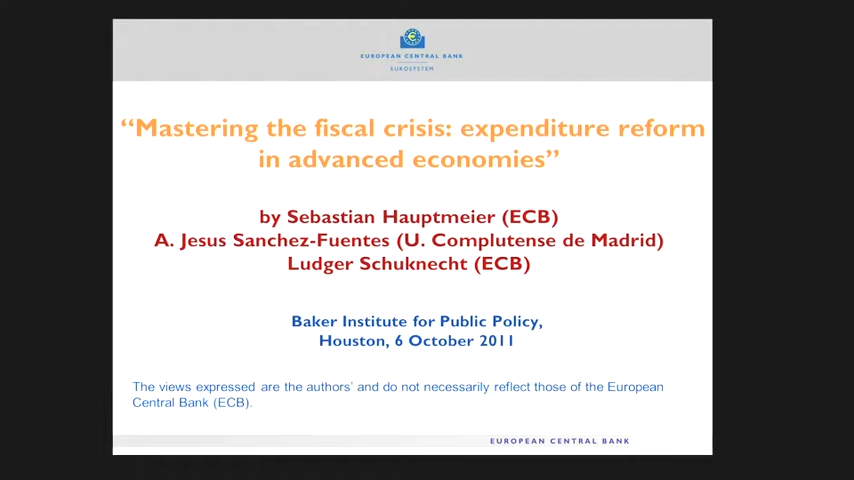 EUROPEAN CENTRAL BANK
EUROSYSTEM
“Mastering the fiscal crisis: expenditure reform
in advanced economies”
by Sebastian Hauptmeier (ECB)
A. Jesus Sanchez-Fuentes (U. Complutense de Madrid)
Ludger Schuknecht (ECB)
Baker Institute for Public Policy,
Houston, 6 October 2011
The views expressed are the authors’ and do not necessarily reflect those of the European
Central Bank (ECB).
EUROPEAN CENTRAL BANK